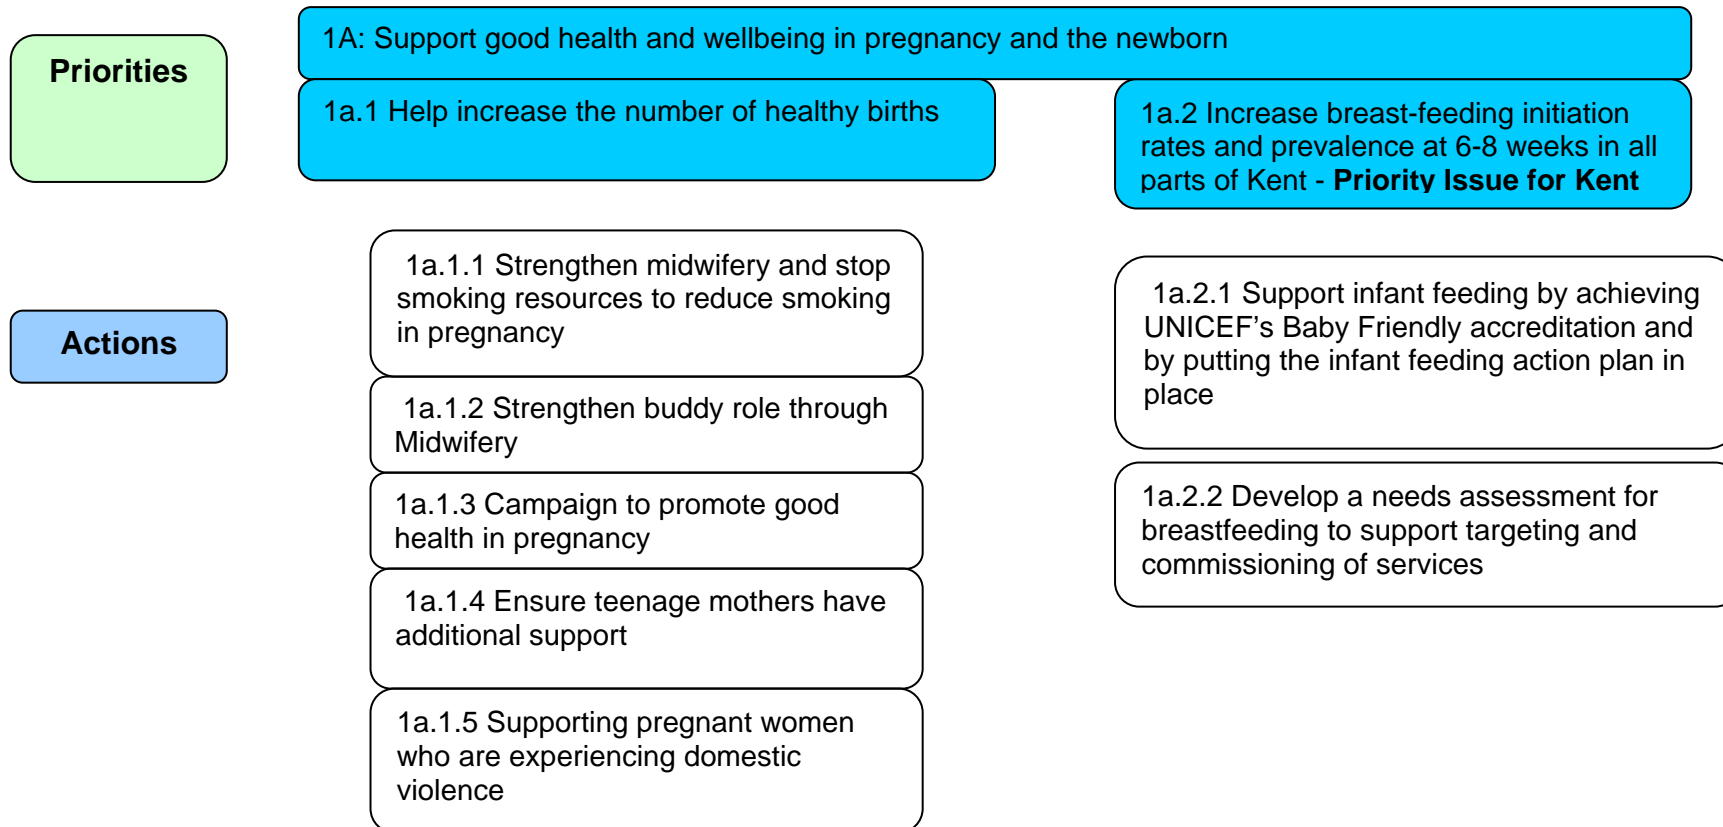 Priorities
1A: Support good health and wellbeing in pregnancy and the newborn
1a.1 Help increase the number of healthy births
1a.2 Increase breast-feeding initiation
rates and prevalence at 6-8 weeks in all
parts of Kent - Priority Issue for Kent
Actions
1a.1.1 Strengthen midwifery and stop
smoking resources to reduce smoking
in pregnancy
1a.1.2 Strengthen buddy role through
Midwifery
1a.1.3 Campaign to promote good
health in pregnancy
1a.1.4 Ensure teenage mothers have
additional support
1a.1.5 Supporting pregnant women
who are experiencing domestic
violence
1a.2.1 Support infant feeding by achieving
UNICEF’s Baby Friendly accreditation and
by putting the infant feeding action plan in
place
1a.2.2 Develop a needs assessment for
breastfeeding to support targeting and
commissioning of services